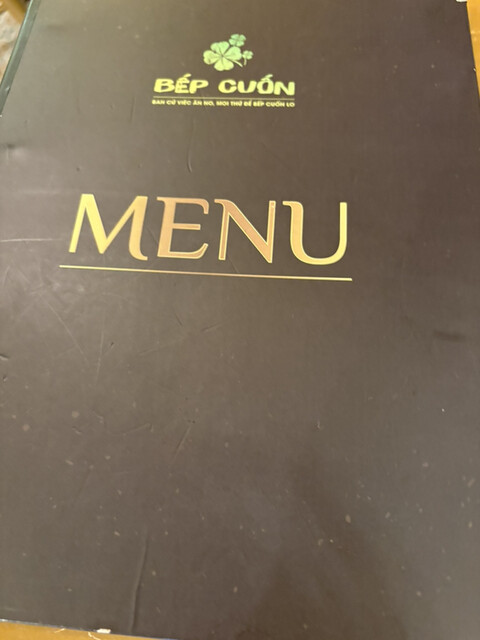 BẾP CUỐN
BẠN CỨ VIỆC ĂN NO, MỌI THỨ ĐỂ BẾP CUỐN LO
MENU